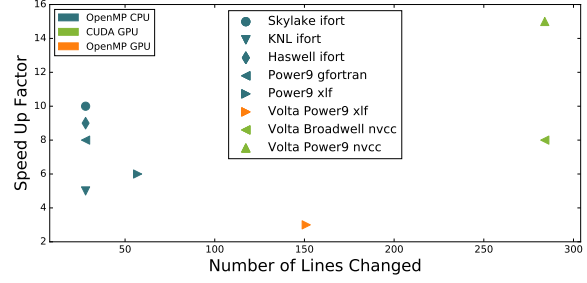 16
14
12
10
8
6
4
2
Speed Up Factor
OpenMP CPU
CUDA GPU
OpenMP GPU
Skylake ifort
KNL ifort
Haswell ifort
Power9 gfortran
Power9 xlf
Volta Power9 xlf
Volta Broadwell nvcc
Volta Power9 nvcc
50 100 150 200 250 300
Number of Lines Changed